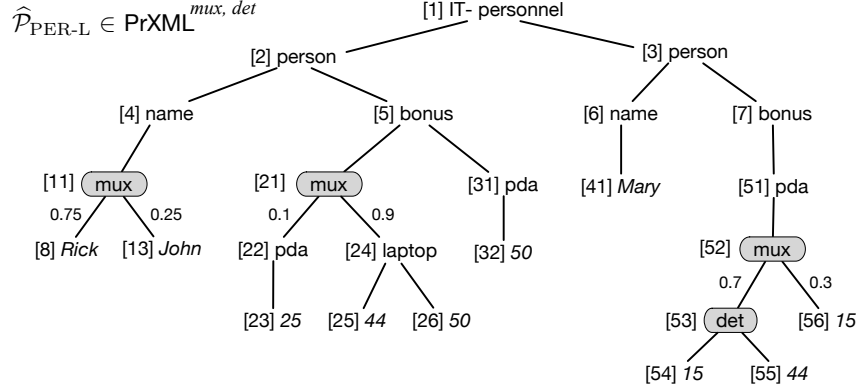 P̂PER-L ∈ PrXML^mux, det
[1] IT- personnel
[2] person [3] person
[4] name [5] bonus [6] name [7] bonus
[11] mux [21] mux [31] pda [41] Mary [51] pda
0.75 0.25 0.1 0.9
[8] Rick [13] John [22] pda [24] laptop [32] 50 [52] mux
0.7 0.3
[23] 25 [25] 44 [26] 50 [53] det [56] 15
[54] 15 [55] 44